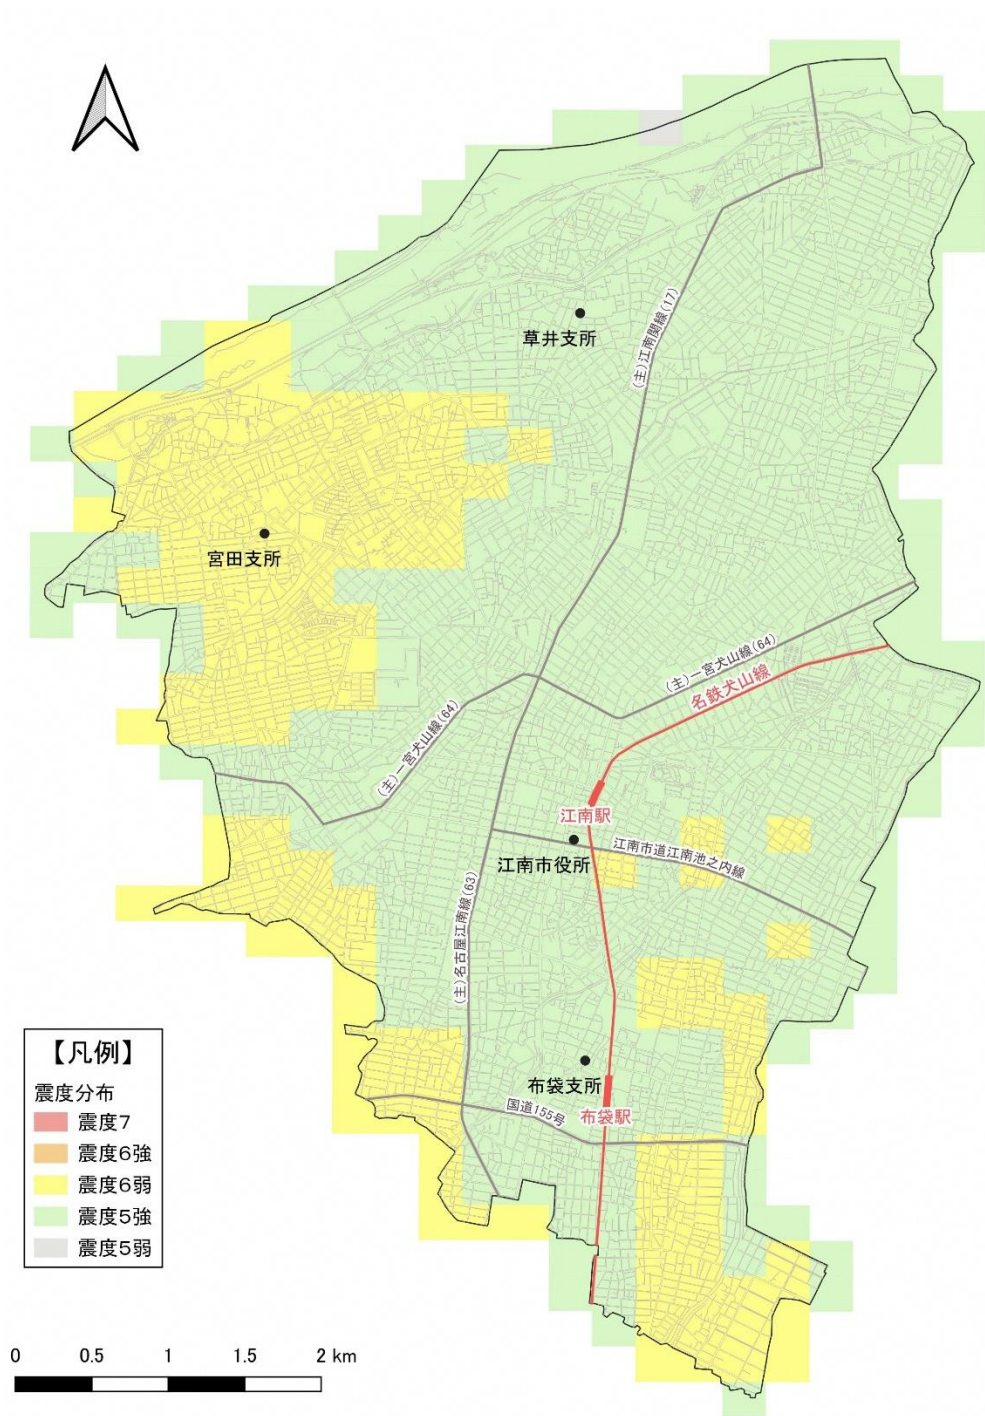 草井支所
(主)江南関線(17)
宮田支所
(主)一宮犬山線(64)
名鉄犬山線
(主)一宮犬山線(64)
江南駅
江南市役所
江南市道江南池之内線
(主)名古屋江南線(63)
布袋支所
国道155号
布袋駅
【凡例】
震度分布
震度7
震度6強
震度6弱
震度5強
震度5弱
0 0.5 1 1.5 2 km